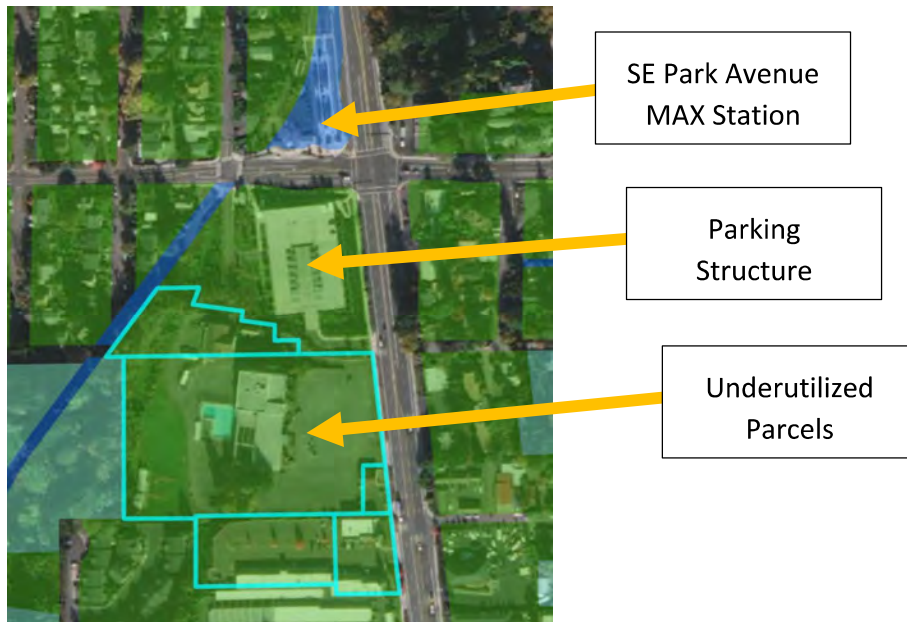 SE Park Avenue
MAX Station
Parking
Structure
Underutilized
Parcels